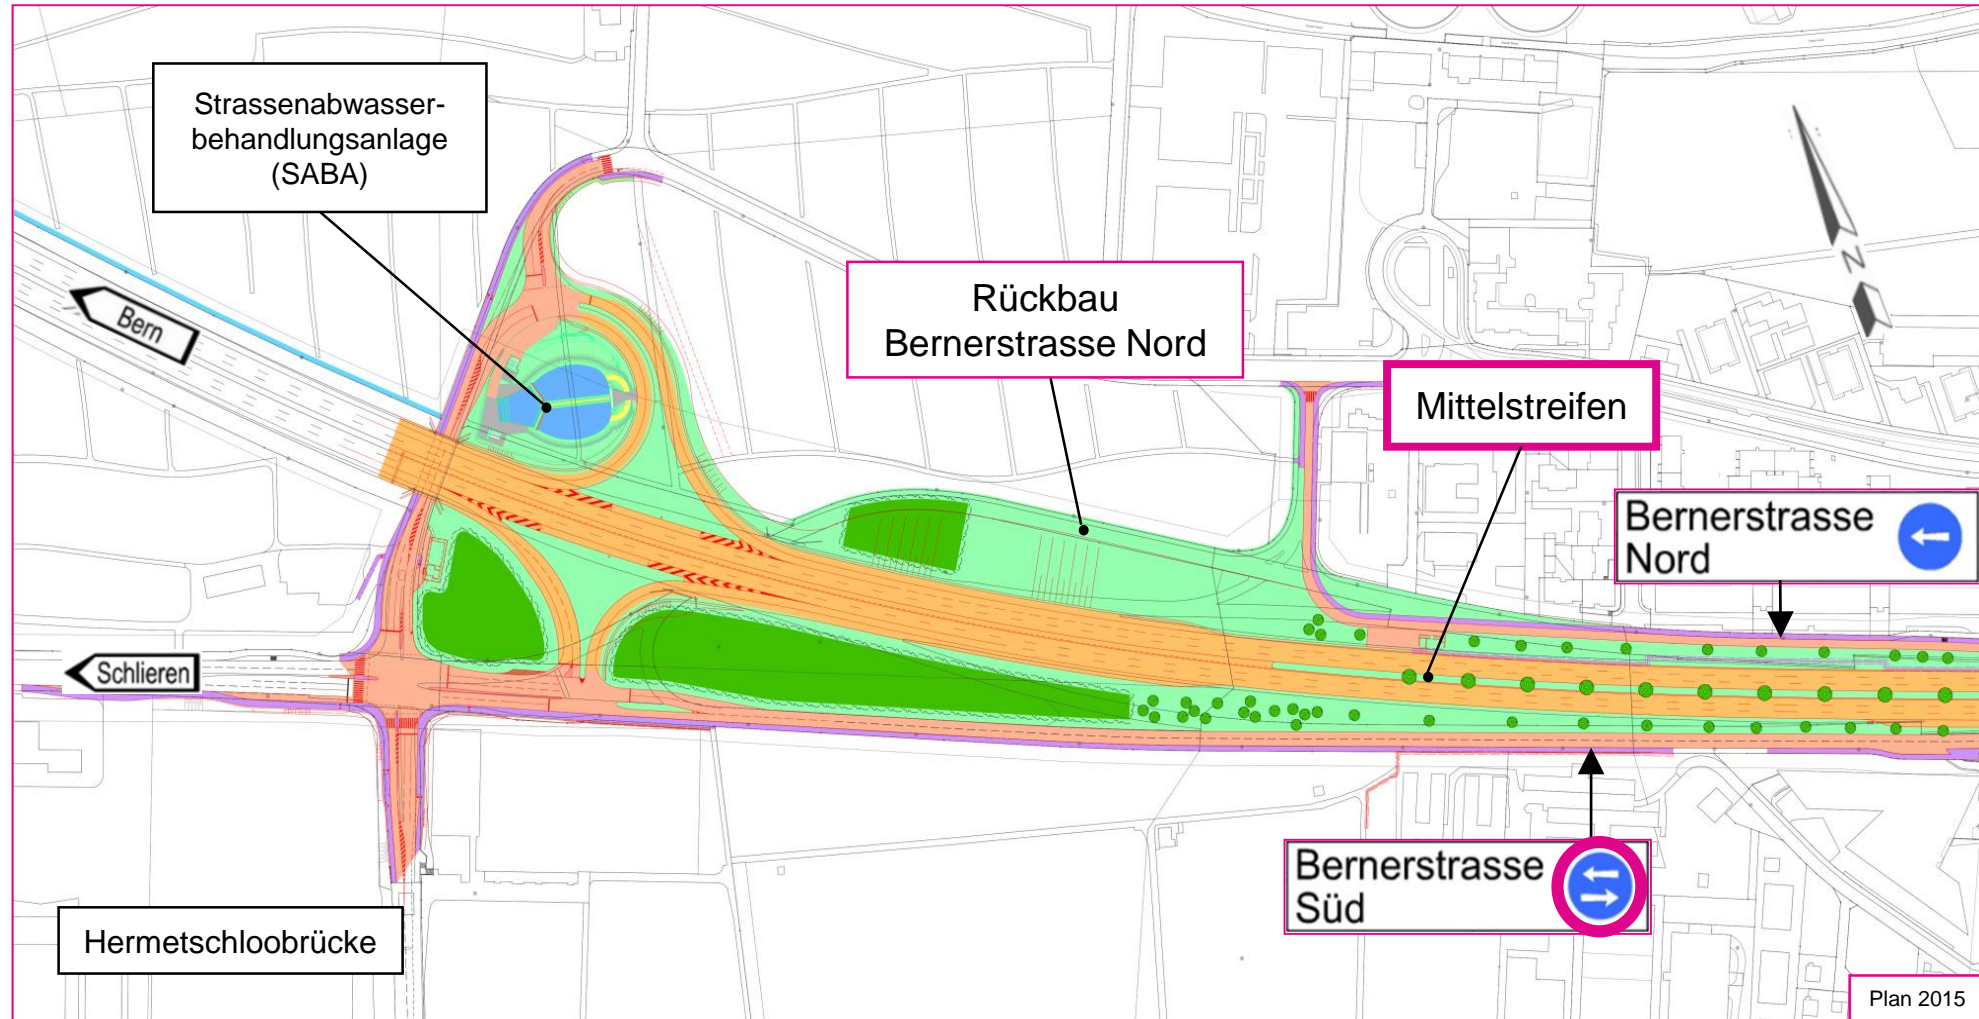 Strassenabwasser-
behandlungsanlage
(SABA)
Bern
Rückbau
Bernerstrasse Nord
N
Mittelstreifen
Bernerstrasse
Nord
Schlieren
Bernerstrasse
Süd
Hermetschloobrücke
Plan 2015